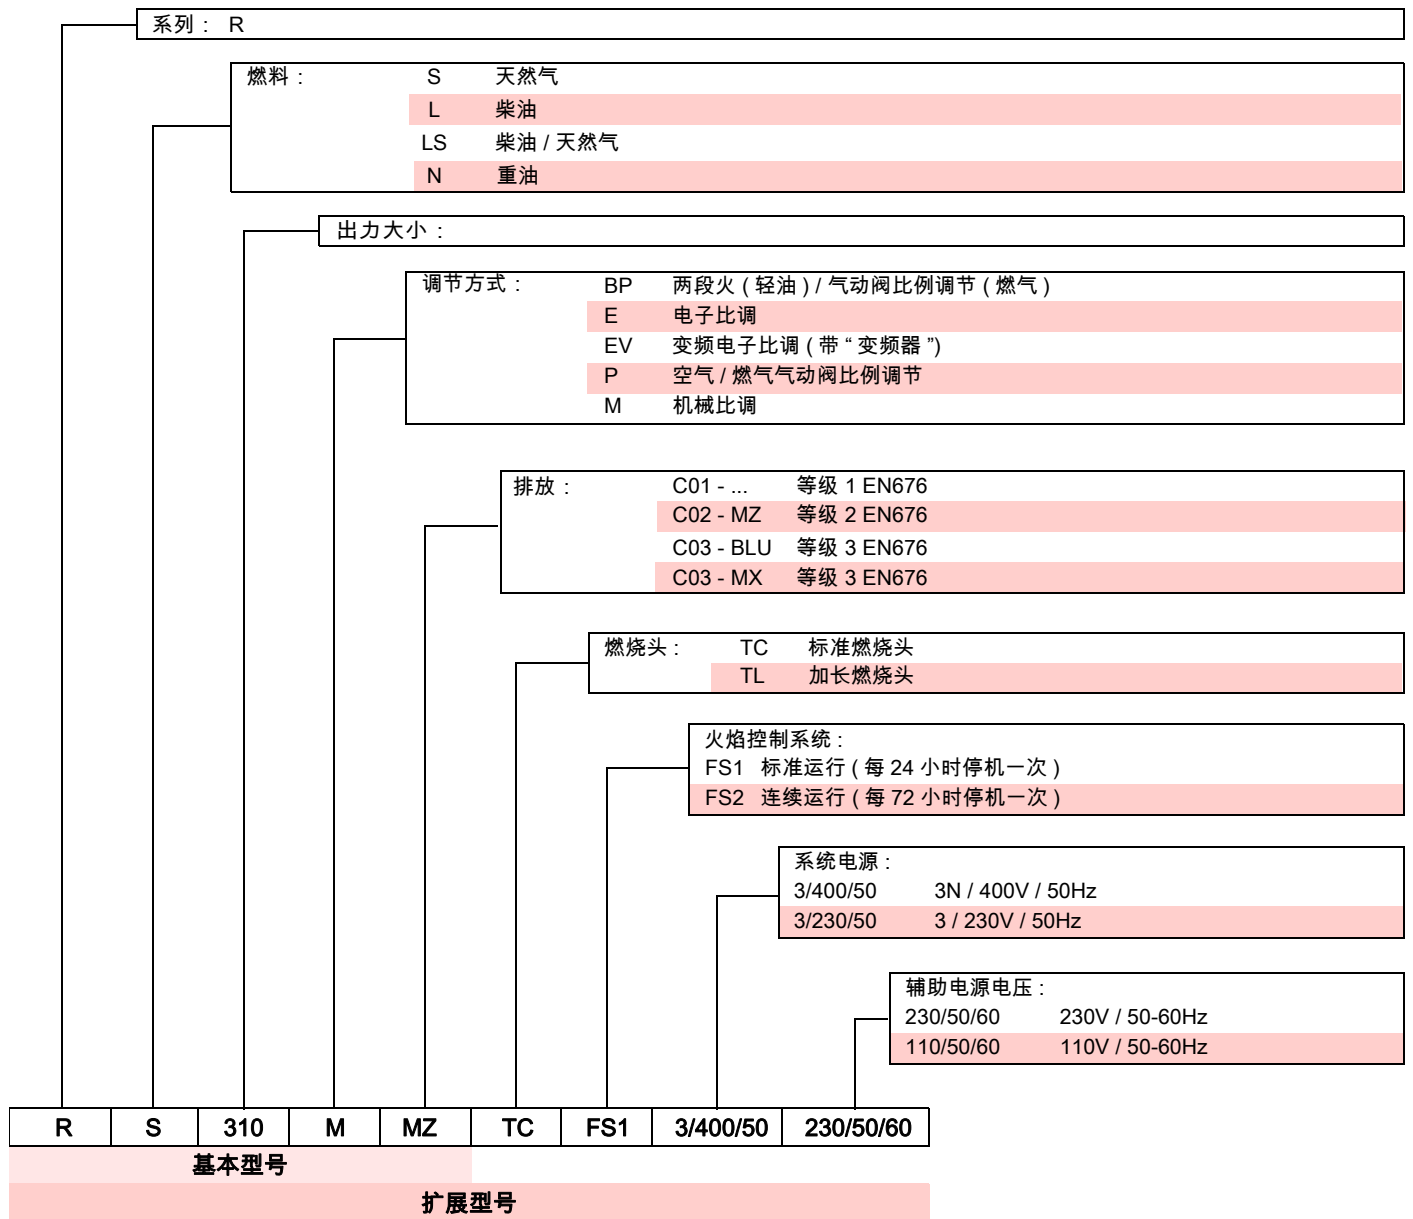 系列： R
燃料： S 天然气
L 柴油
LS 柴油 / 天然气
N 重油
出力大小：
调节方式： BP 两段火 ( 轻油 ) / 气动阀比例调节 ( 燃气 )
E 电子比调
EV 变频电子比调 ( 带 “ 变频器 ”)
P 空气 / 燃气气动阀比例调节
M 机械比调
排放： C01 - ... 等级 1 EN676
C02 - MZ 等级 2 EN676
C03 - BLU 等级 3 EN676
C03 - MX 等级 3 EN676
燃烧头： TC 标准燃烧头
TL 加长燃烧头
火焰控制系统：
FS1 标准运行 ( 每 24 小时停机一次 )
FS2 连续运行 ( 每 72 小时停机一次 )
系统电源：
3/400/50 3N / 400V / 50Hz
3/230/50 3 / 230V / 50Hz
辅助电源电压：
230/50/60 230V / 50-60Hz
110/50/60 110V / 50-60Hz
R S 310 M MZ TC FS1 3/400/50 230/50/60
基本型号
扩展型号